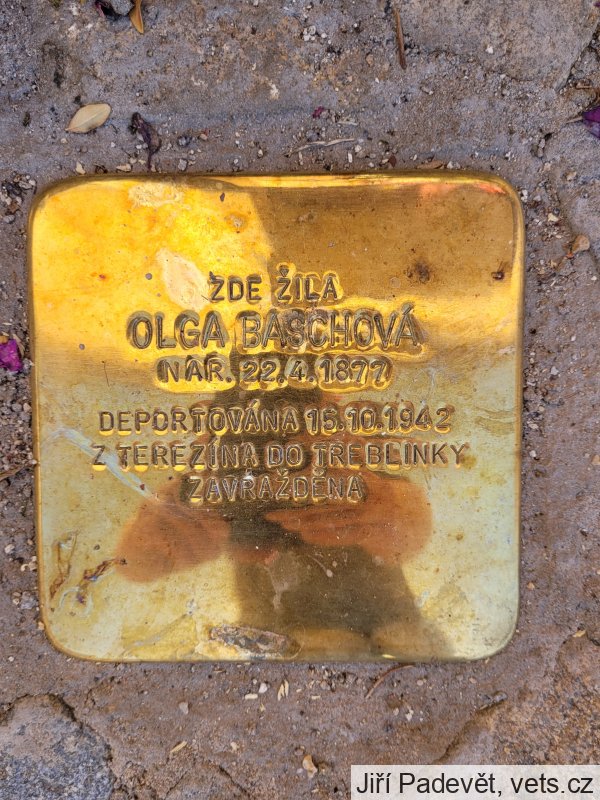 ZDE ŽILA
OLGA BASCHOVÁ
NAR. 22.4.1877
DEPORTOVÁNA 15.10.1942
Z TEREZÍNA DO TREBLINKY
ZAVRAŽDĚNA
Jiří Padevět, vets.cz